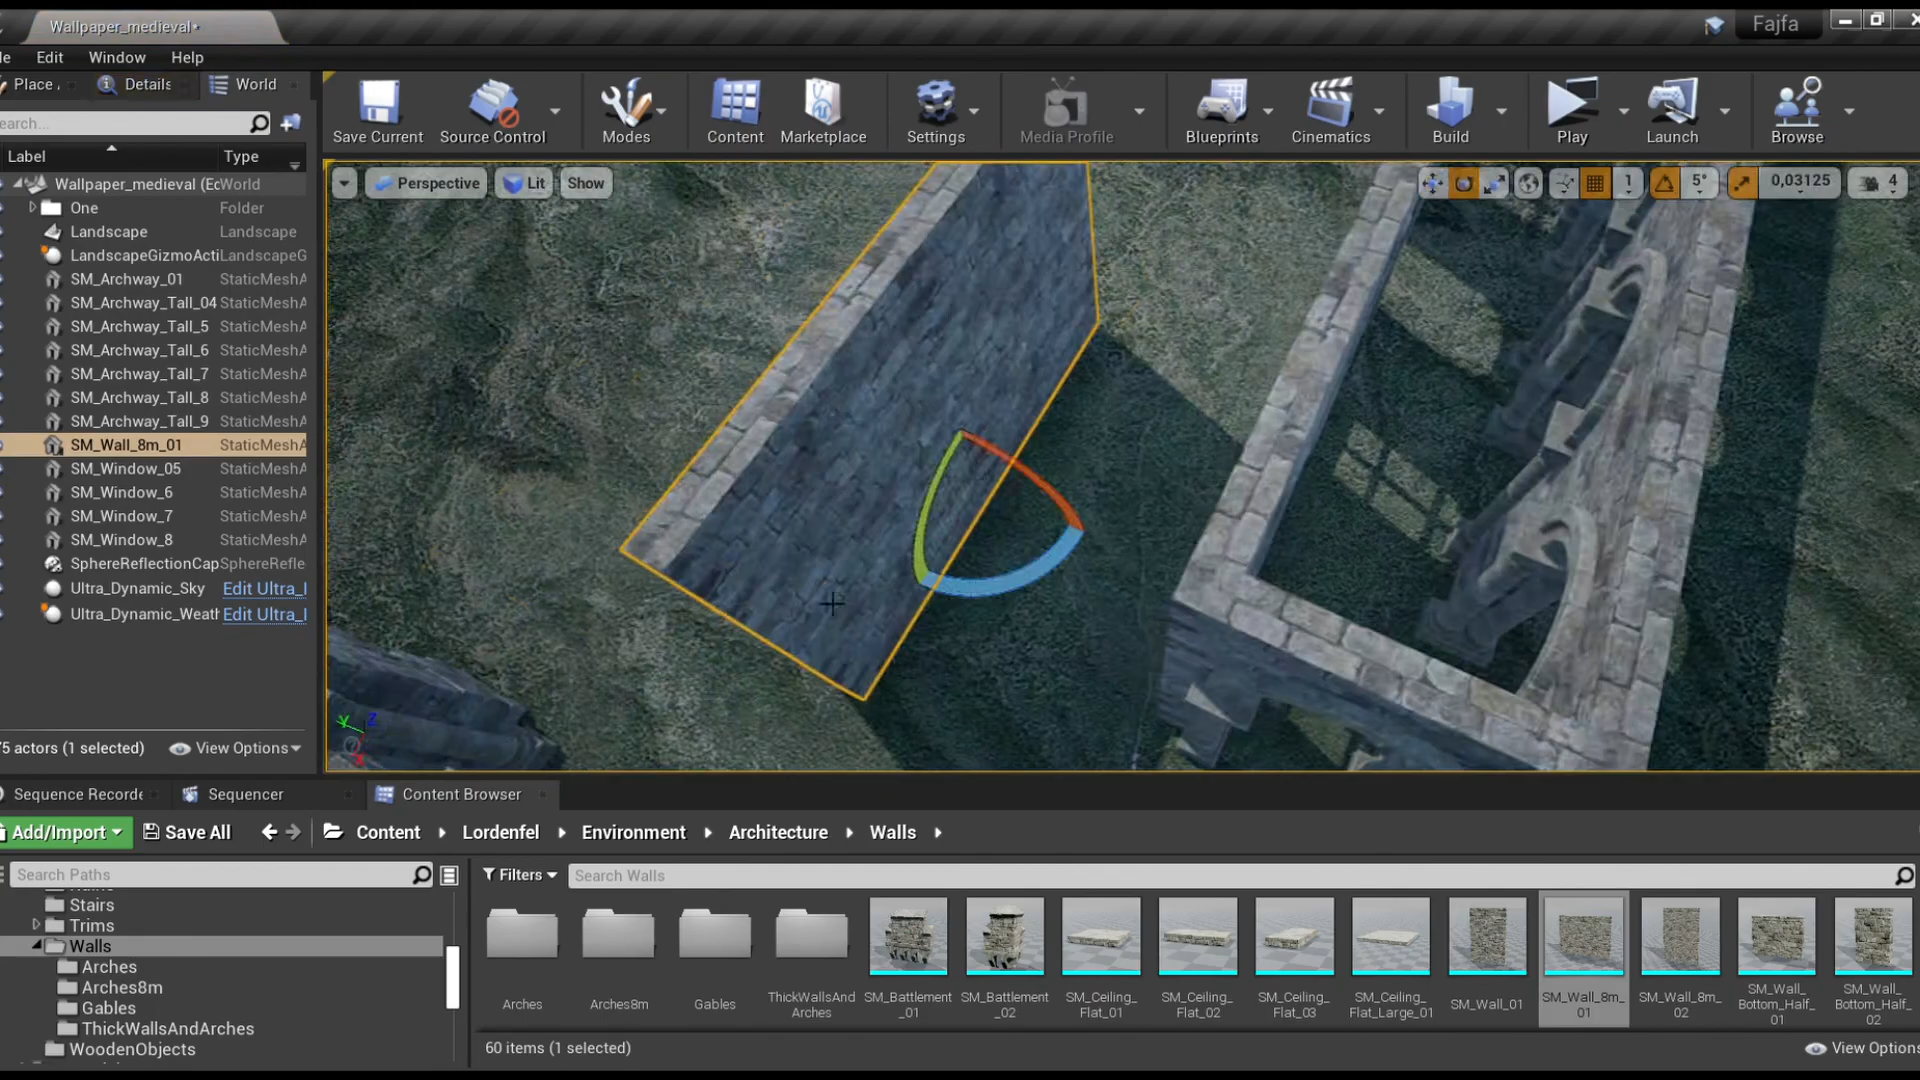 Wallpaper_medieval•
Fajfa
le Edit Window Help
Place Details World
earch...
Save Current Source Control Modes Content Marketplace Settings Media Profile Blueprints Cinematics Build Play Launch Browse
Label Type
Wallpaper_medieval (Ec World
One Folder
Landscape Landscape
LandscapeGizmoActi LandscapeG
SM_Archway_01 StaticMeshA
SM_Archway_Tall_04 StaticMeshA
SM_Archway_Tall_5 StaticMeshA
SM_Archway_Tall_6 StaticMeshA
SM_Archway_Tall_7 StaticMeshA
SM_Archway_Tall_8 StaticMeshA
SM_Archway_Tall_9 StaticMeshA
SM_Wall_8m_01 StaticMeshA
SM_Window_05 StaticMeshA
SM_Window_6 StaticMeshA
SM_Window_7 StaticMeshA
SM_Window_8 StaticMeshA
SphereReflectionCap SphereRefle
Ultra_Dynamic_Sky Edit Ultra_
Ultra_Dynamic_Weath Edit Ultra_
75 actors (1 selected) View Options
Perspective Lit Show
1 5° 0,03125 4
Y Z X
Sequence Recorde Sequencer Content Browser
Add/Import Save All Content Lordenfel Environment Architecture Walls
Search Paths
Filters Search Walls
Stairs
Trims
Walls
Arches
Arches8m
Gables
ThickWallsAndArches
WoodenObjects
Arches
Arches8m
Gables
ThickWallsAnd
Arches
SM_Battlement
_01
SM_Battlement
_02
SM_Ceiling_
Flat_01
SM_Ceiling_
Flat_02
SM_Ceiling_
Flat_03
SM_Ceiling_
Flat_Large_01
SM_Wall_01
SM_Wall_8m_
01
SM_Wall_8m_
02
SM_Wall_
Bottom_Half_
01
SM_Wall_
Bottom_Half_
02
60 items (1 selected)
View Options